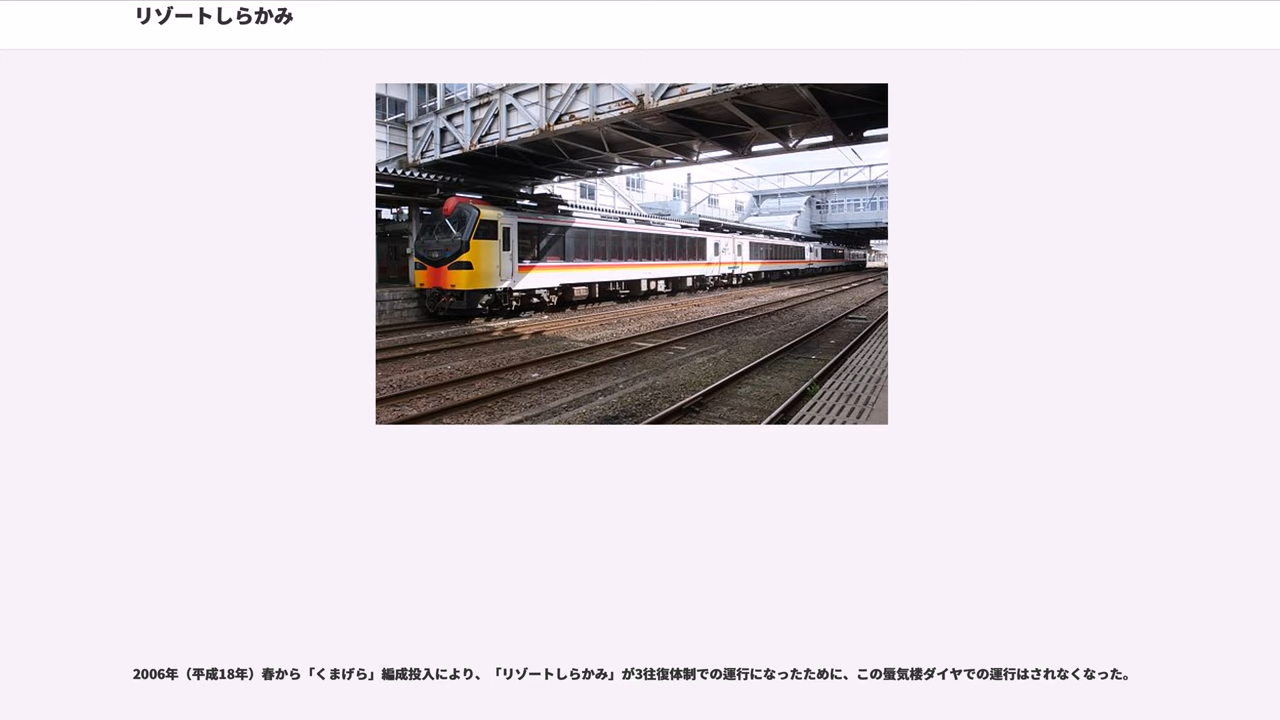 リゾートしらかみ
2006年（平成18年）春から「くまげら」編成投入により、「リゾートしらかみ」が3往復体制での運行になったために、この蜃気楼ダイヤでの運行はされなくなった。